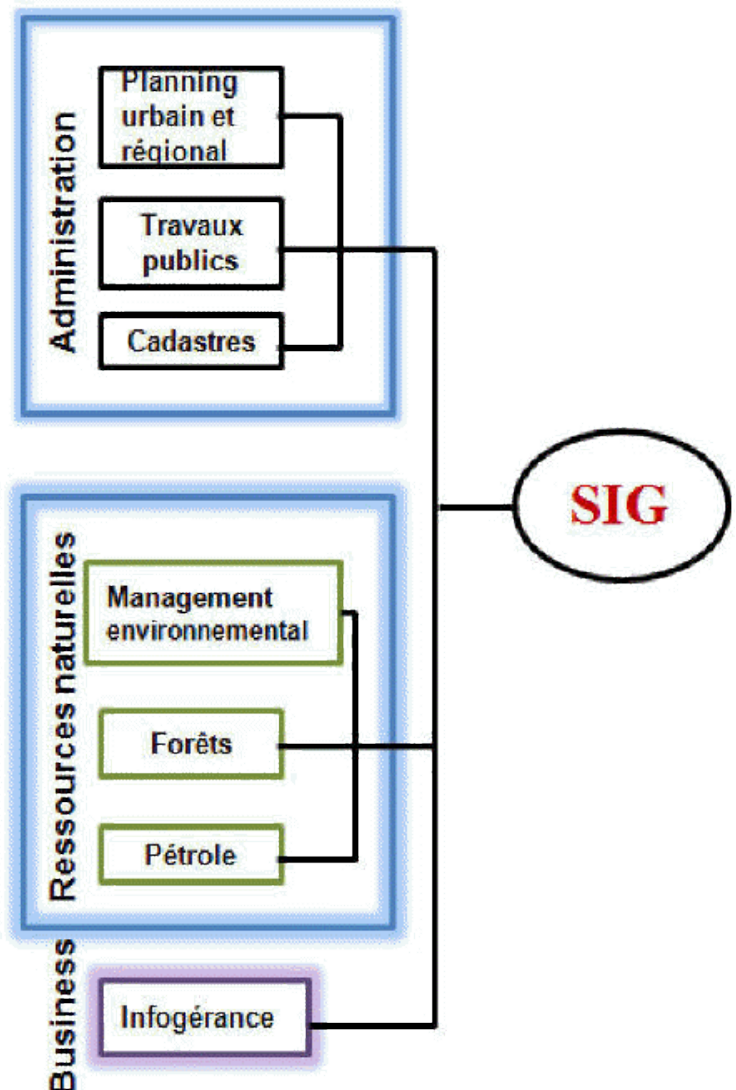 Administration
Planning
urbain et
régional
Travaux
publics
Cadastres
SIG
Ressources naturelles
Management
environnemental
Forêts
Pétrole
Business
Infogérance